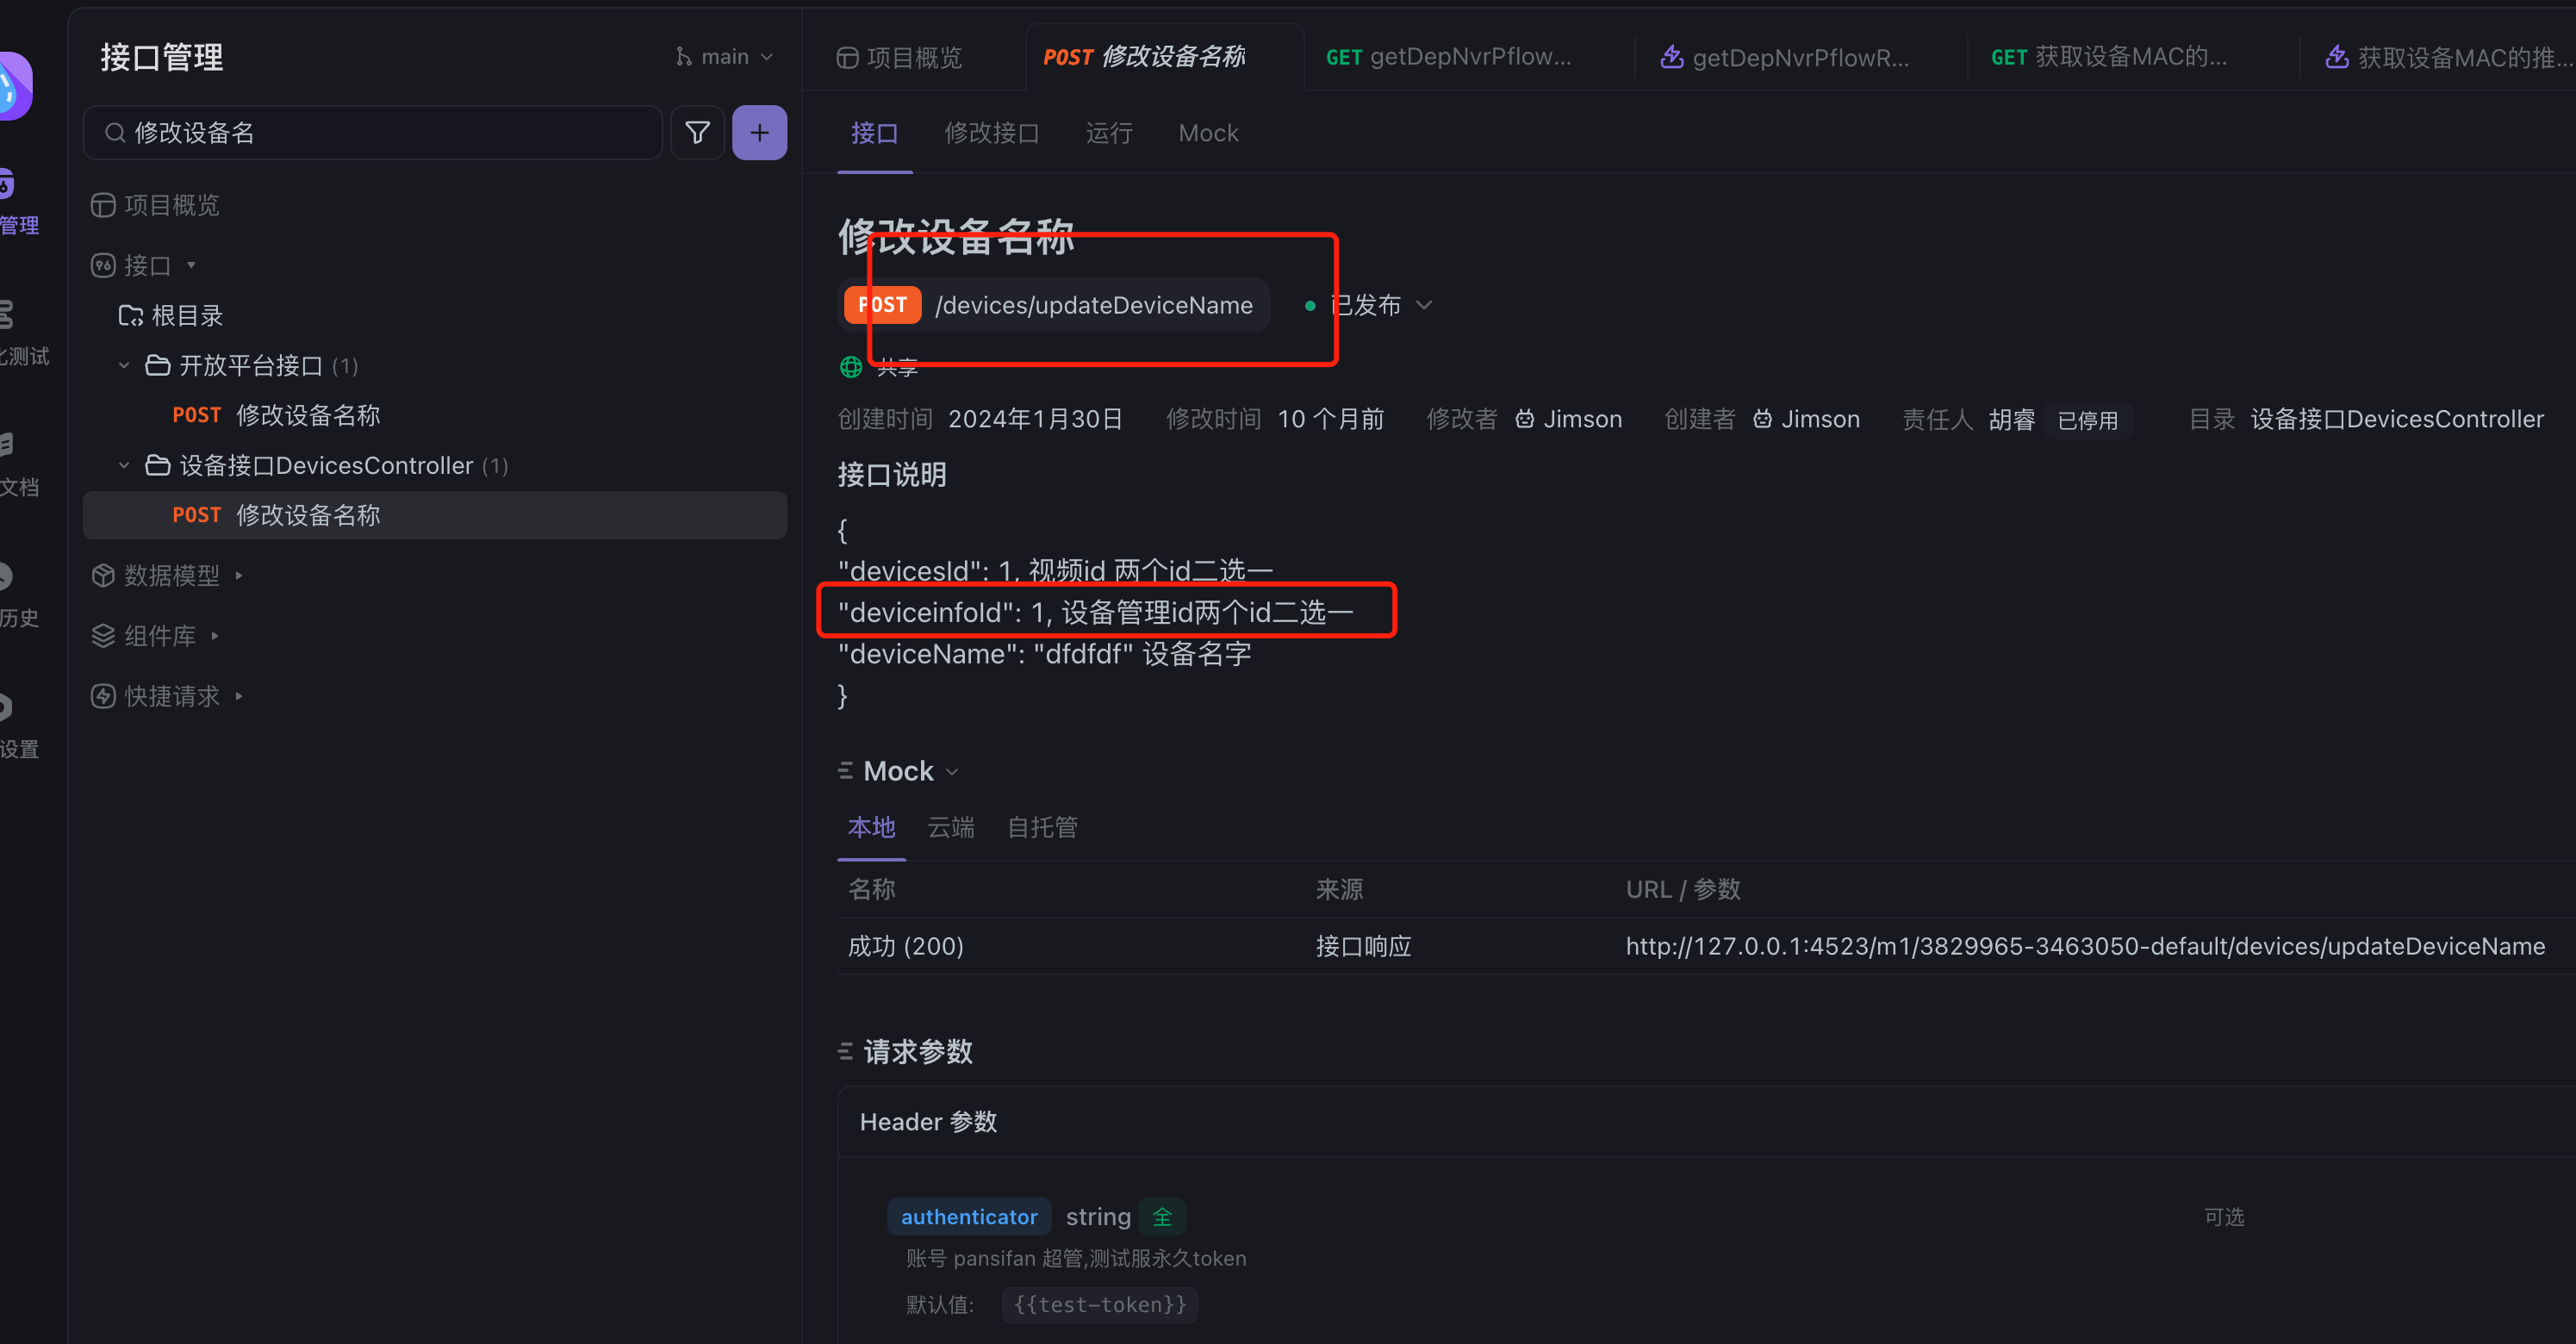 接口管理
main
修改设备名
项目概览
接口
根目录
开放平台接口 (1)
POST 修改设备名称
设备接口DevicesController (1)
POST 修改设备名称
数据模型
组件库
快捷请求
管理
化测试
文档
历史
设置
项目概览
POST 修改设备名称
GET getDepNvrPflow...
getDepNvrPflowR...
GET 获取设备MAC的...
获取设备MAC的推...
接口 修改接口 运行 Mock
修改设备名称
POST /devices/updateDeviceName 已发布
共享
创建时间 2024年1月30日 修改时间 10 个月前 修改者 Jimson 创建者 Jimson 责任人 胡睿 已停用 目录 设备接口DevicesController
接口说明
{
"devicesId": 1, 视频id 两个id二选一
"deviceinfoId": 1, 设备管理id两个id二选一
"deviceName": "dfdfdf" 设备名字
}
Mock
本地 云端 自托管
名称 来源 URL / 参数
成功 (200) 接口响应 http://127.0.0.1:4523/m1/3829965-3463050-default/devices/updateDeviceName
请求参数
Header 参数
authenticator string 全 可选
账号 pansifan 超管,测试服永久token
默认值: {{test-token}}